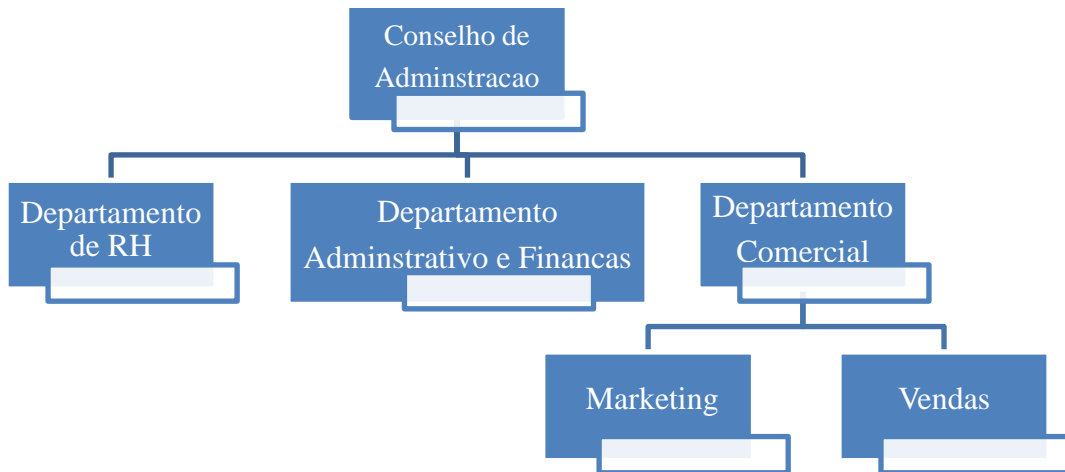 Conselho de
Adminstracao
Departamento
de RH
Departamento
Adminstrativo e Financas
Departamento
Comercial
Marketing
Vendas